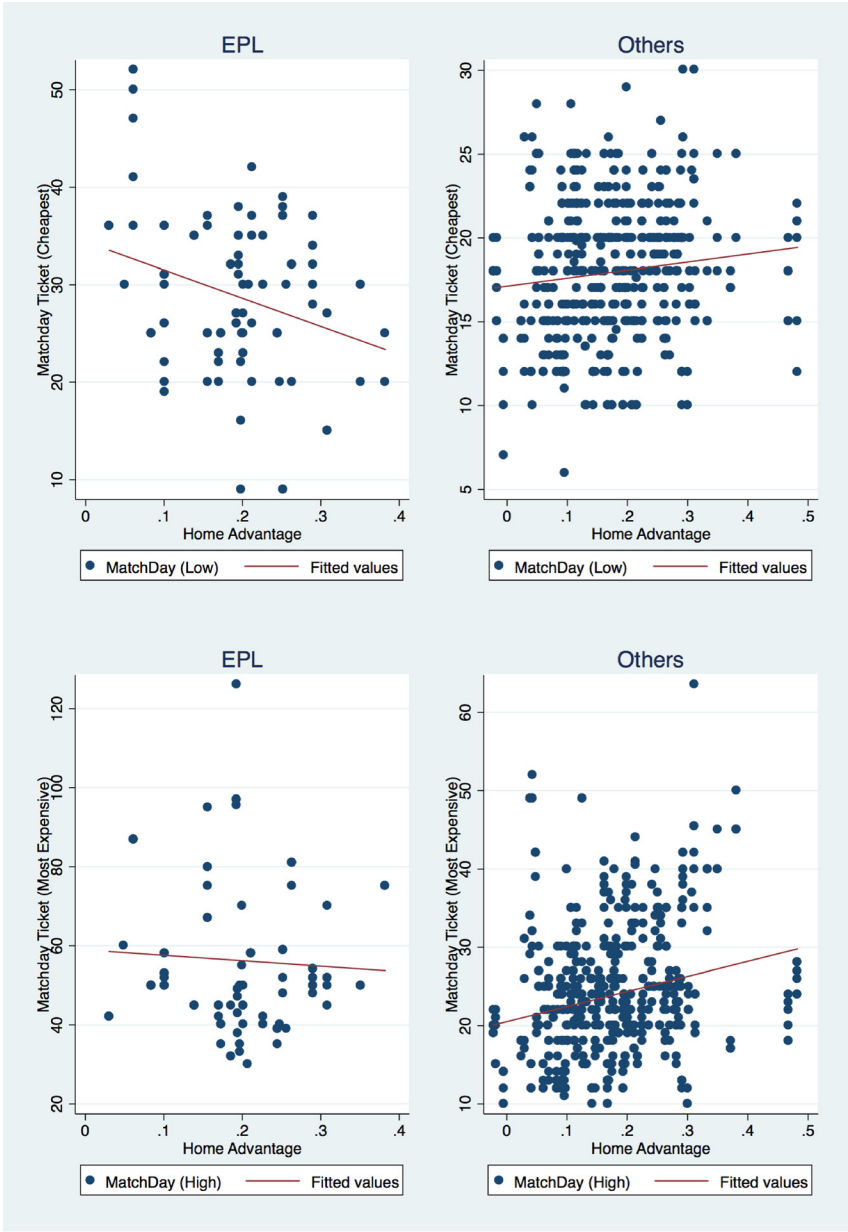 EPL
Matchday Ticket (Cheapest)
50
40
30
20
10
0 .1 .2 .3 .4
Home Advantage
MatchDay (Low) Fitted values
Others
Matchday Ticket (Cheapest)
30
25
20
15
10
5
0 .1 .2 .3 .4 .5
Home Advantage
MatchDay (Low) Fitted values
EPL
Matchday Ticket (Most Expensive)
120
100
80
60
40
20
0 .1 .2 .3 .4
Home Advantage
MatchDay (High) Fitted values
Others
Matchday Ticket (Most Expensive)
60
50
40
30
20
10
0 .1 .2 .3 .4 .5
Home Advantage
MatchDay (High) Fitted values